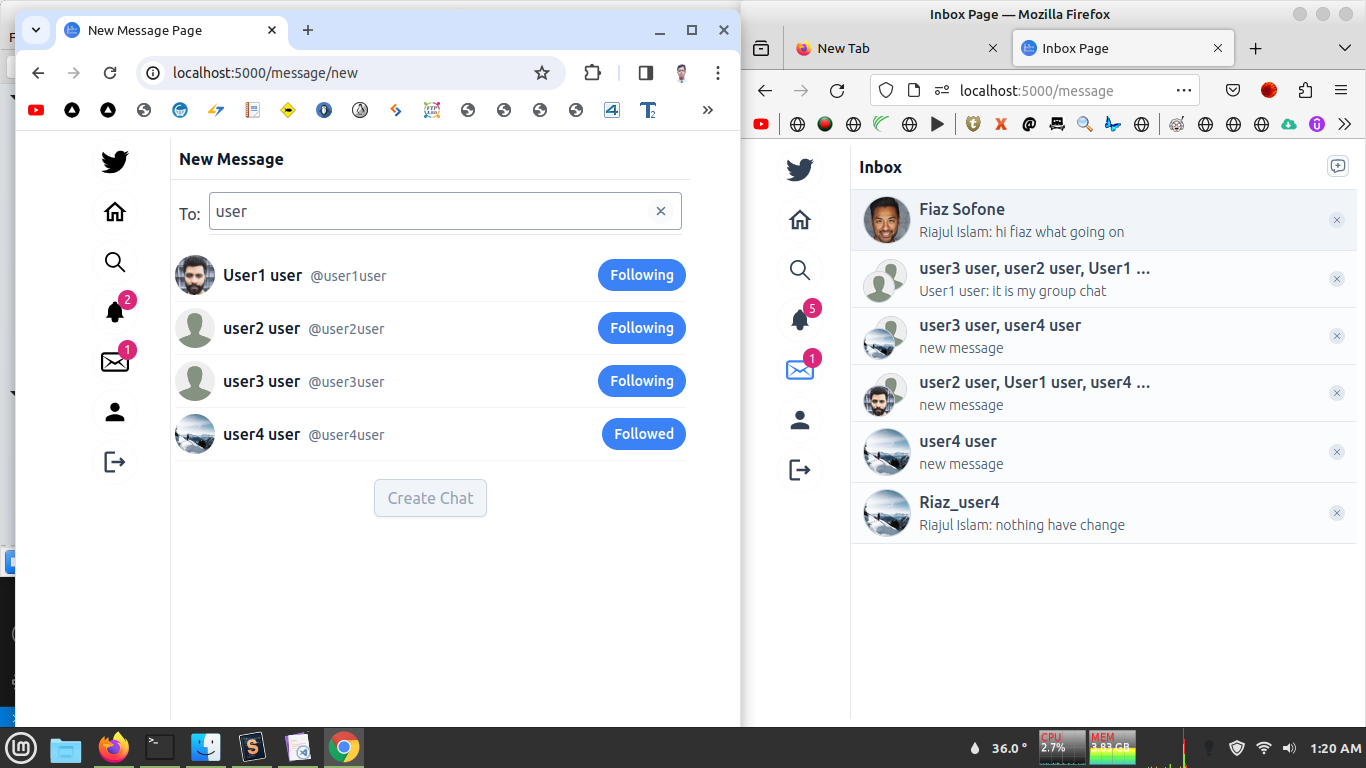 New Message Page
localhost:5000/message/new
New Message
To: user
User1 user @user1user Following
user2 user @user2user Following
user3 user @user3user Following
user4 user @user4user Followed
Create Chat
2
1
Inbox Page — Mozilla Firefox
New Tab
Inbox Page
localhost:5000/message
Inbox
Fiaz Sofone
Riajul Islam: hi fiaz what going on
user3 user, user2 user, User1 ...
User1 user: it is my group chat
user3 user, user4 user
new message
user2 user, User1 user, user4 ...
new message
user4 user
new message
Riaz_user4
Riajul Islam: nothing have change
5
1
36.0 °
CPU
2.7%
MEM
3.83 GB
1:20 AM